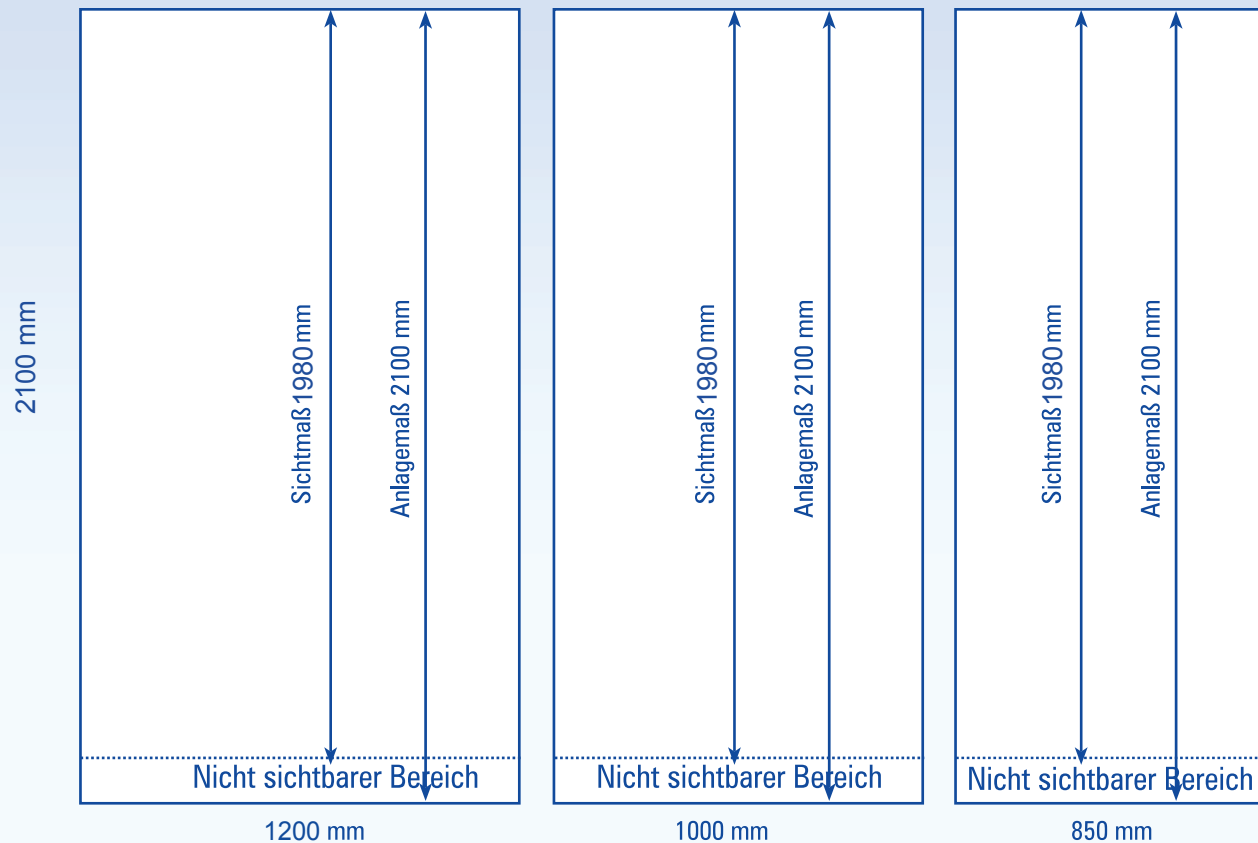 2100 mm
Sichtmaß 1980 mm
Anlagemaß 2100 mm
Nicht sichtbarer Bereich
1200 mm
Sichtmaß 1980 mm
Anlagemaß 2100 mm
Nicht sichtbarer Bereich
1000 mm
Sichtmaß 1980 mm
Anlagemaß 2100 mm
Nicht sichtbarer Bereich
850 mm